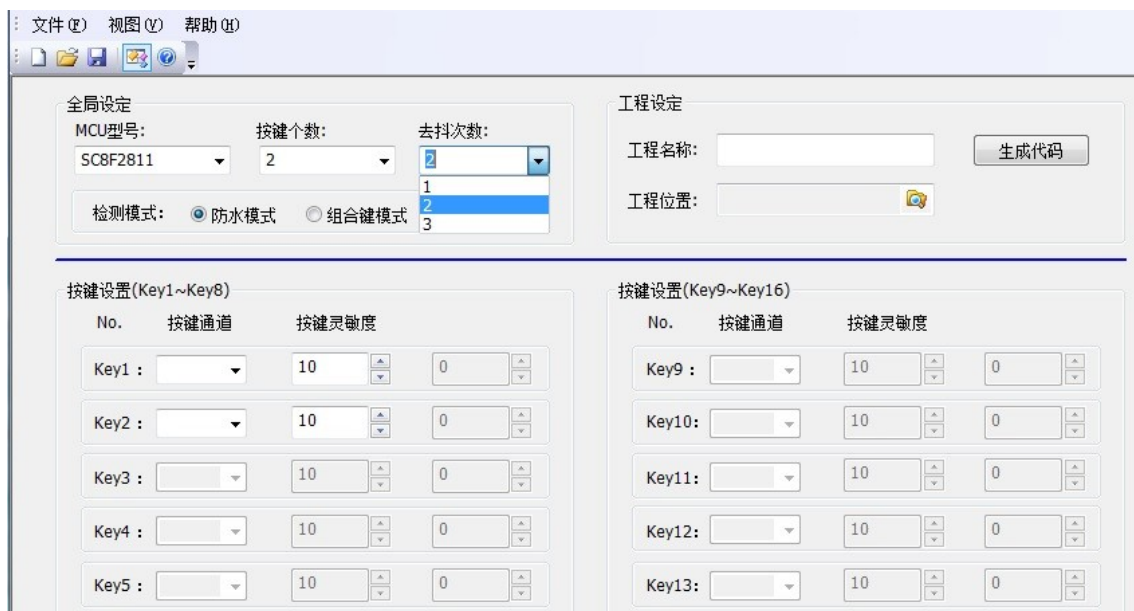 文件(F) 视图(V) 帮助(H)
全局设定
MCU型号: 按键个数: 去抖次数:
SC8F2811 2 2
1
2
3
检测模式: 防水模式 组合键模式
工程设定
工程名称: 生成代码
工程位置:
按键设置(Key1~Key8)
No. 按键通道 按键灵敏度
Key1 : 10 0
Key2 : 10 0
Key3 : 10 0
Key4 : 10 0
Key5 : 10 0
按键设置(Key9~Key16)
No. 按键通道 按键灵敏度
Key9 : 10 0
Key10: 10 0
Key11: 10 0
Key12: 10 0
Key13: 10 0